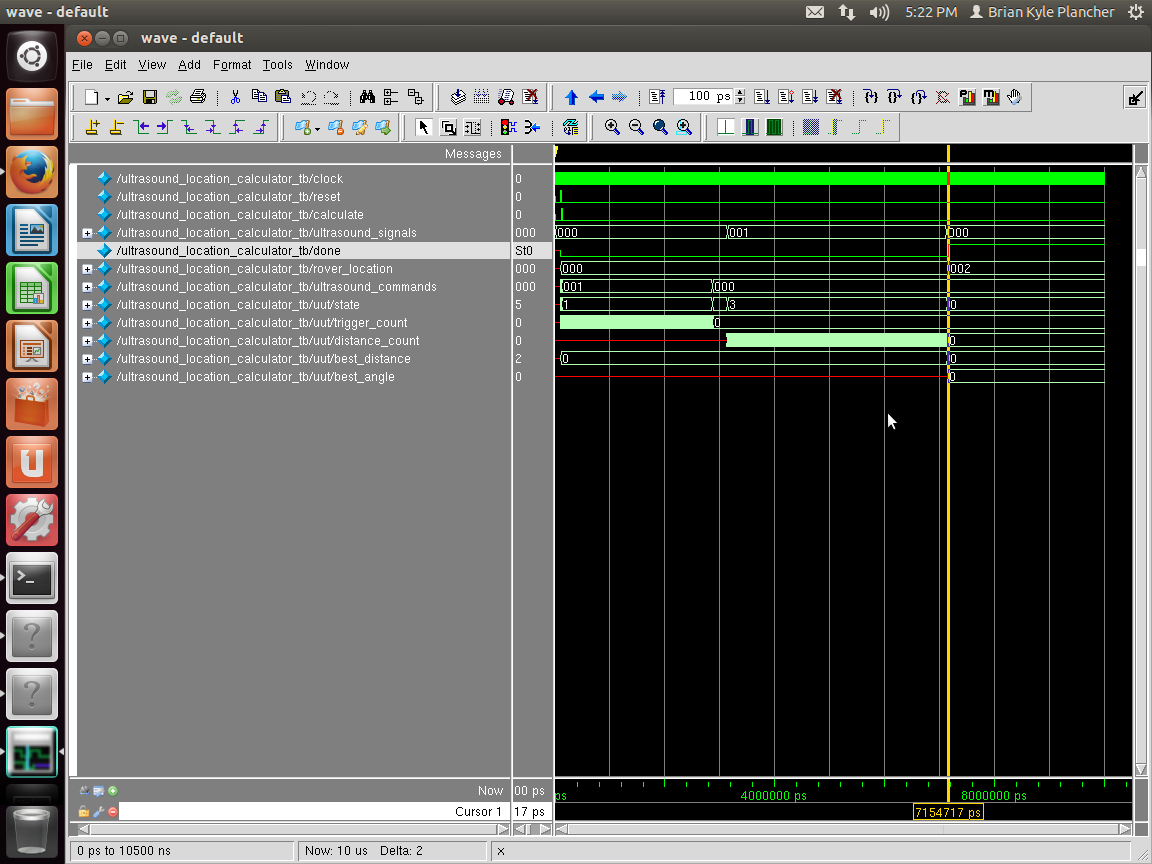 wave - default
5:22 PM Brian Kyle Plancher
wave - default
File Edit View Add Format Tools Window
100 ps
Messages
/ultrasound_location_calculator_tb/clock 0
/ultrasound_location_calculator_tb/reset 0
/ultrasound_location_calculator_tb/calculate 0
/ultrasound_location_calculator_tb/ultrasound_signals 000 000 001 000
/ultrasound_location_calculator_tb/done St0
/ultrasound_location_calculator_tb/rover_location 000 000 002
/ultrasound_location_calculator_tb/ultrasound_commands 000 001 000
/ultrasound_location_calculator_tb/uut/state 5 1 3 0
/ultrasound_location_calculator_tb/uut/trigger_count 0 0
/ultrasound_location_calculator_tb/uut/distance_count 0 0
/ultrasound_location_calculator_tb/uut/best_distance 2 0 0
/ultrasound_location_calculator_tb/uut/best_angle 0 0
Now 00 ps ps 4000000 ps 8000000 ps
Cursor 1 17 ps 7154717 ps
0 ps to 10500 ns Now: 10 us Delta: 2 x